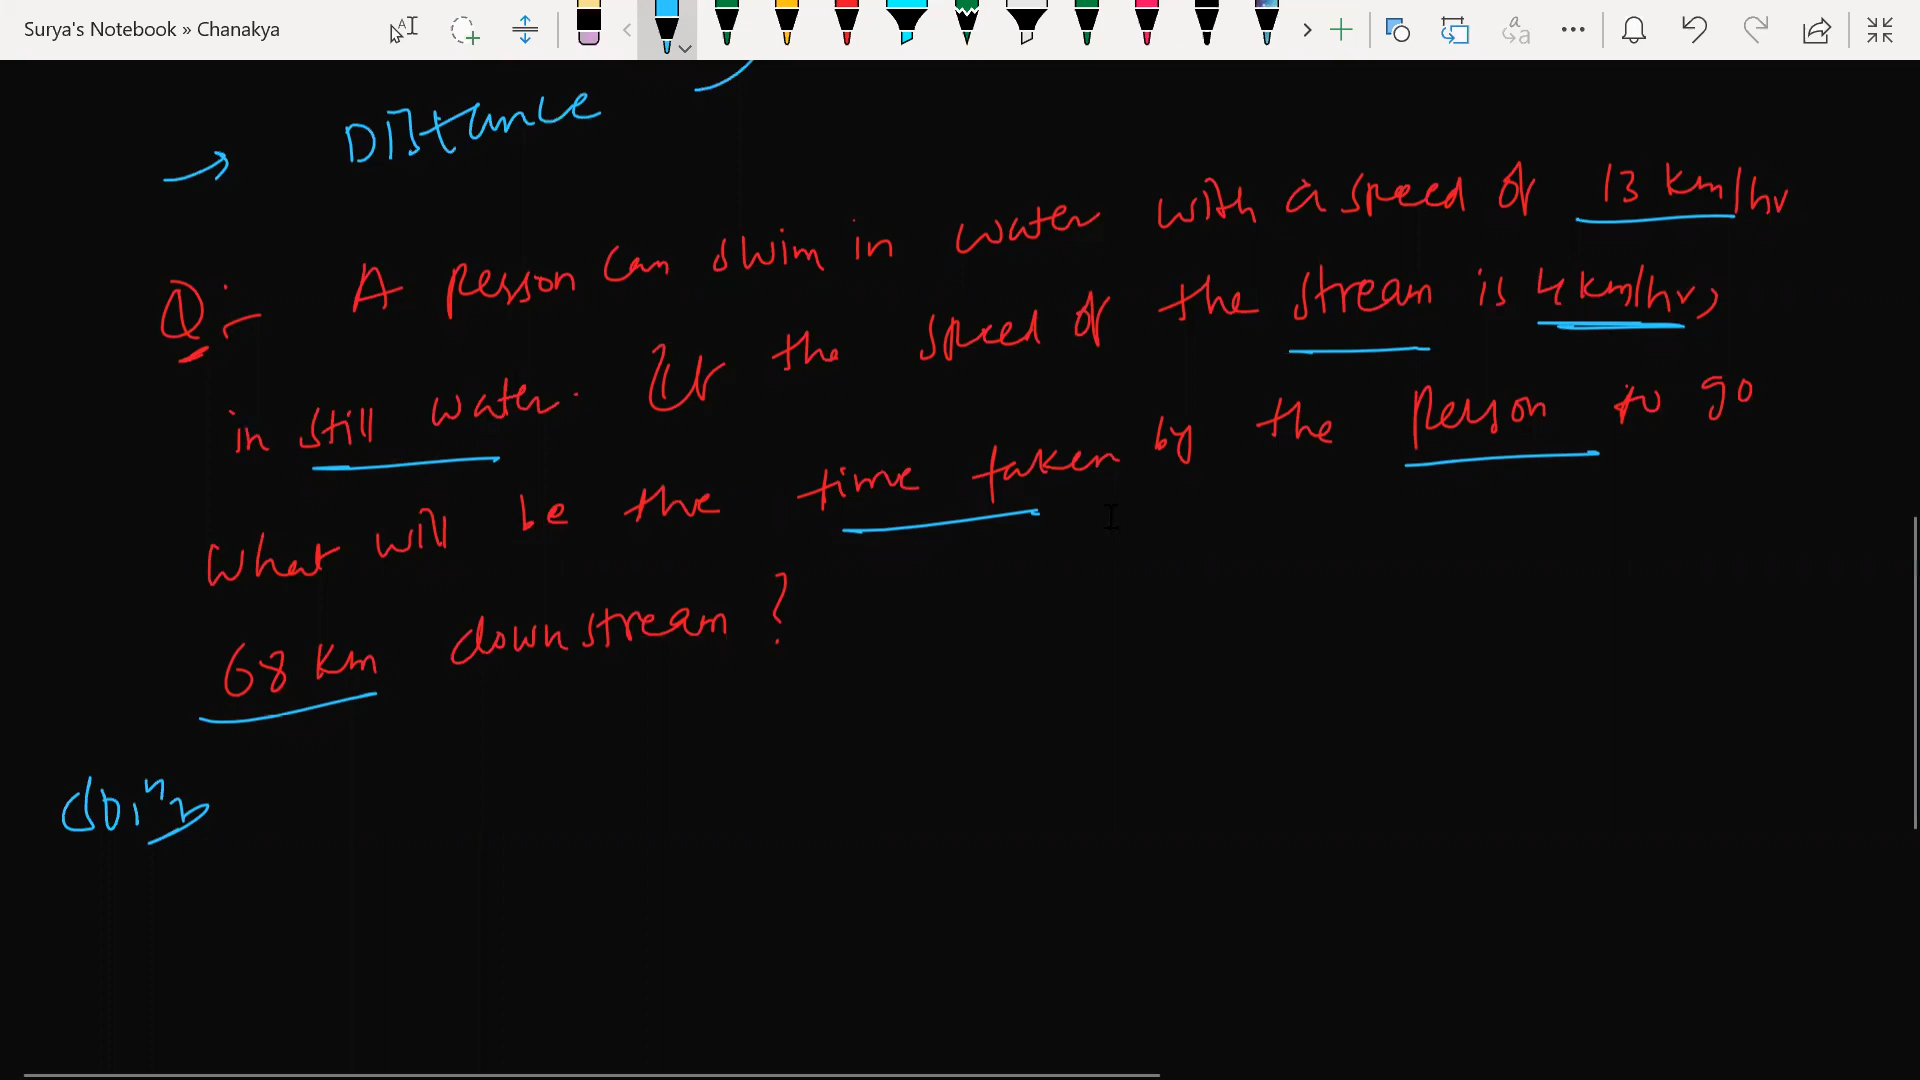 Surya's Notebook » Chanakya
→ Distance
Q:- A person can swim in water with a speed of 13 km/hr
in still water. If the speed of the stream is 4 km/hr,
What will be the time taken by the person to go
68 km downstream?